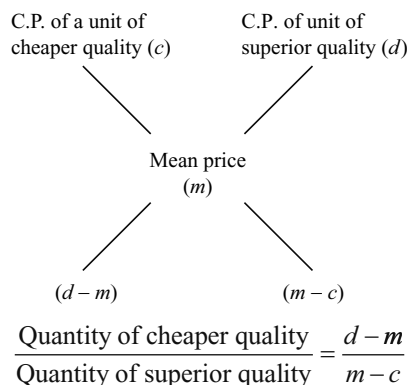 C.P. of a unit of
cheaper quality (c)
C.P. of unit of
superior quality (d)
Mean price
(m)
(d – m)
(m – c)
Quantity of cheaper quality / Quantity of superior quality = d – m / m – c